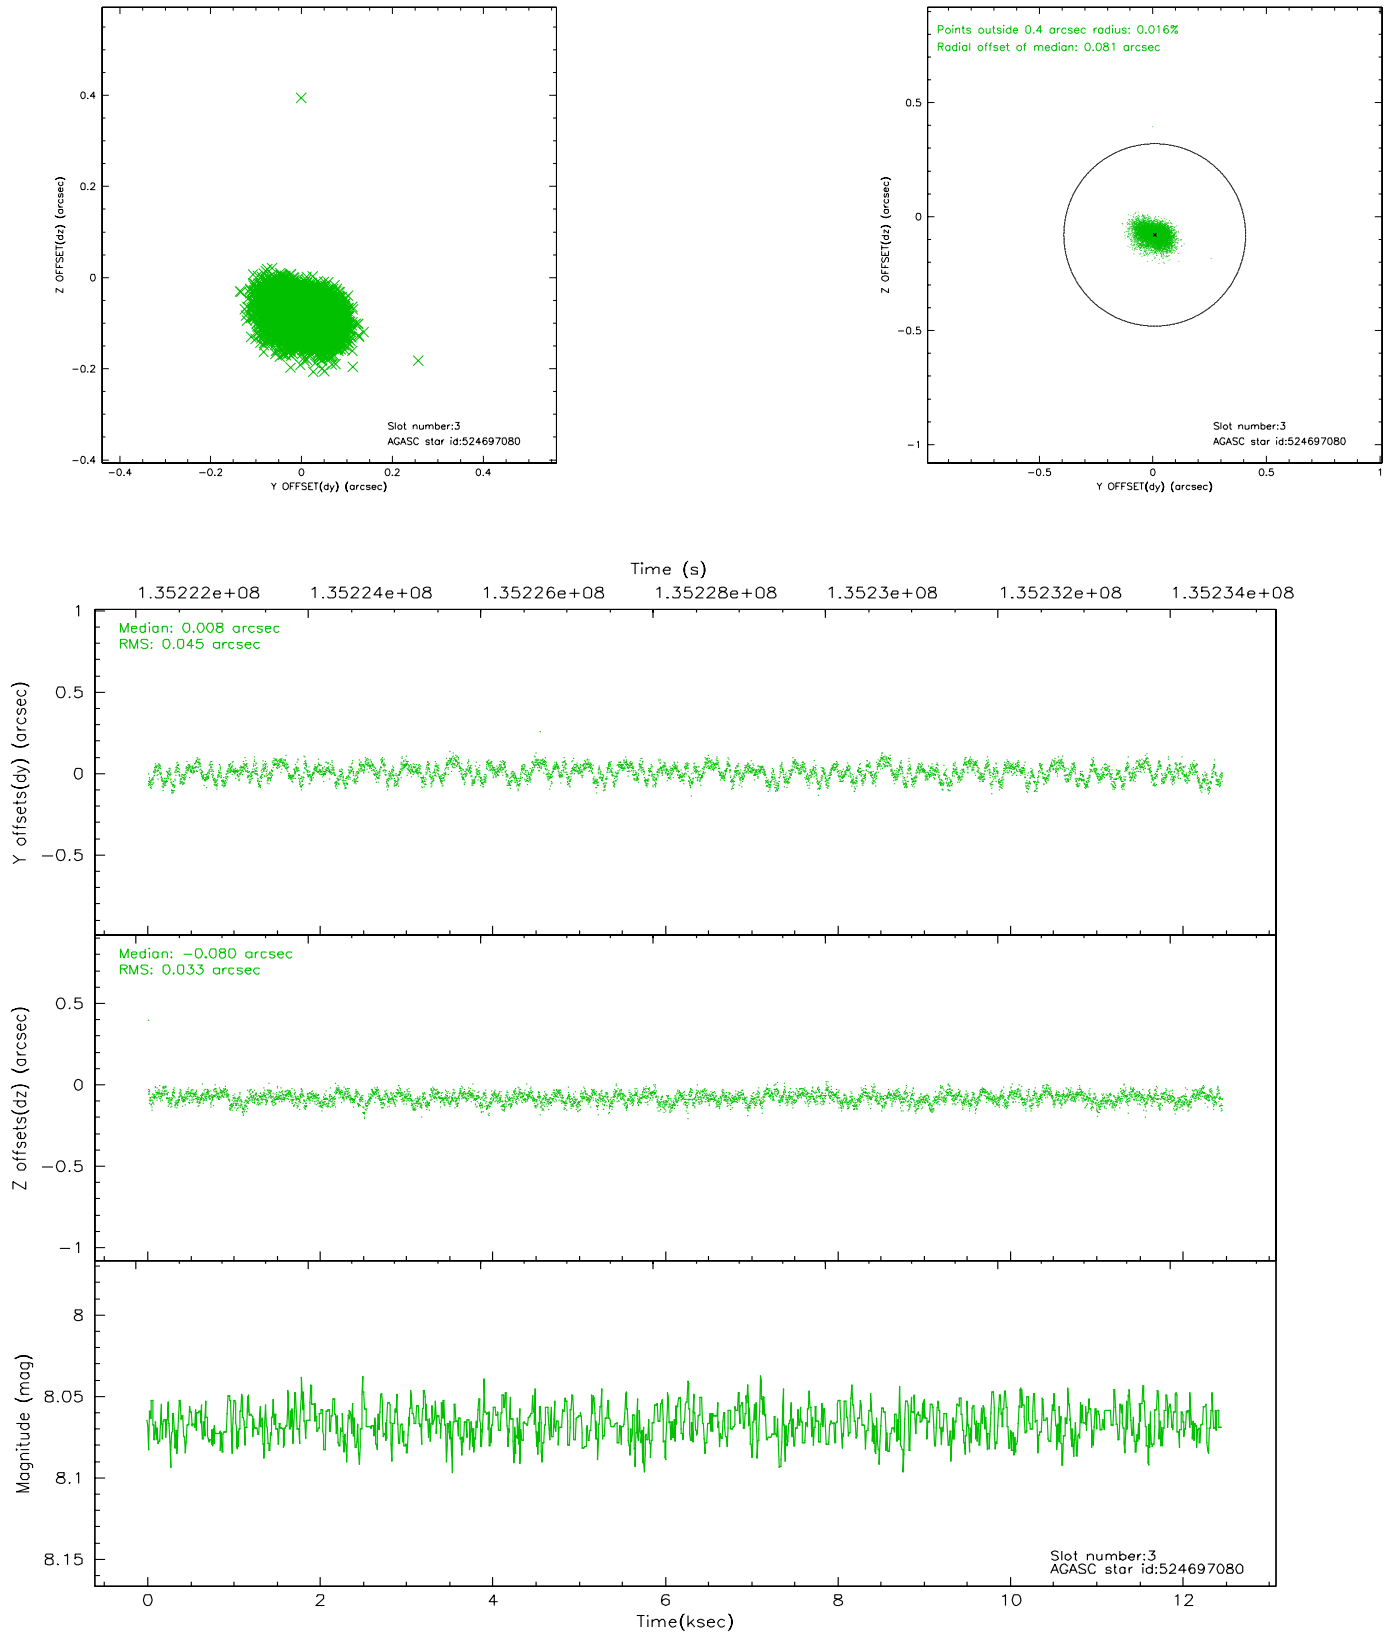 0.4
0.2
0
−0.2
−0.4
Z OFFSET(dz) (arcsec)
−0.4
−0.2
0
0.2
0.4
Y OFFSET(dy) (arcsec)
Slot number:3
AGASC star id:524697080
Points outside 0.4 arcsec radius: 0.016%
Radial offset of median: 0.081 arcsec
0.5
0
−0.5
−1
Z OFFSET(dz) (arcsec)
−0.5
0
0.5
1
Y OFFSET(dy) (arcsec)
Slot number:3
AGASC star id:524697080
Time (s)
1.35222e+08
1.35224e+08
1.35226e+08
1.35228e+08
1.3523e+08
1.35232e+08
1.35234e+08
1
0.5
0
−0.5
Y offsets(dy) (arcsec)
Median: 0.008 arcsec
RMS: 0.045 arcsec
0.5
0
−0.5
−1
Z offsets(dz) (arcsec)
Median: −0.080 arcsec
RMS: 0.033 arcsec
8
8.05
8.1
8.15
Magnitude (mag)
Slot number:3
AGASC star id:524697080
0
2
4
6
8
10
12
Time(ksec)